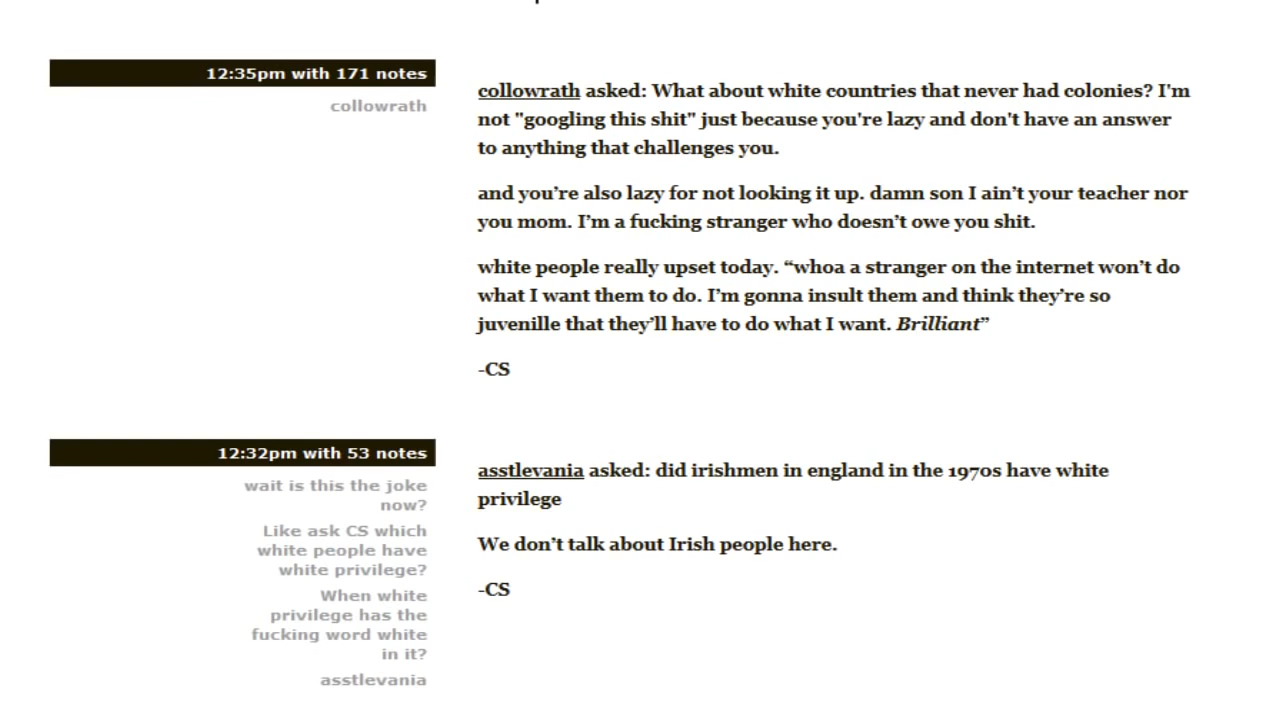 12:35pm with 171 notes
collowrath
collowrath asked: What about white countries that never had colonies? I'm
not "googling this shit" just because you're lazy and don't have an answer
to anything that challenges you.
and you’re also lazy for not looking it up. damn son I ain’t your teacher nor
you mom. I’m a fucking stranger who doesn’t owe you shit.
white people really upset today. “whoa a stranger on the internet won’t do
what I want them to do. I’m gonna insult them and think they’re so
juvenille that they’ll have to do what I want. Brilliant”
-CS
12:32pm with 53 notes
wait is this the joke
now?
Like ask CS which
white people have
white privilege?
When white
privilege has the
fucking word white
in it?
asstlevania
asstlevania asked: did irishmen in england in the 1970s have white
privilege
We don’t talk about Irish people here.
-CS